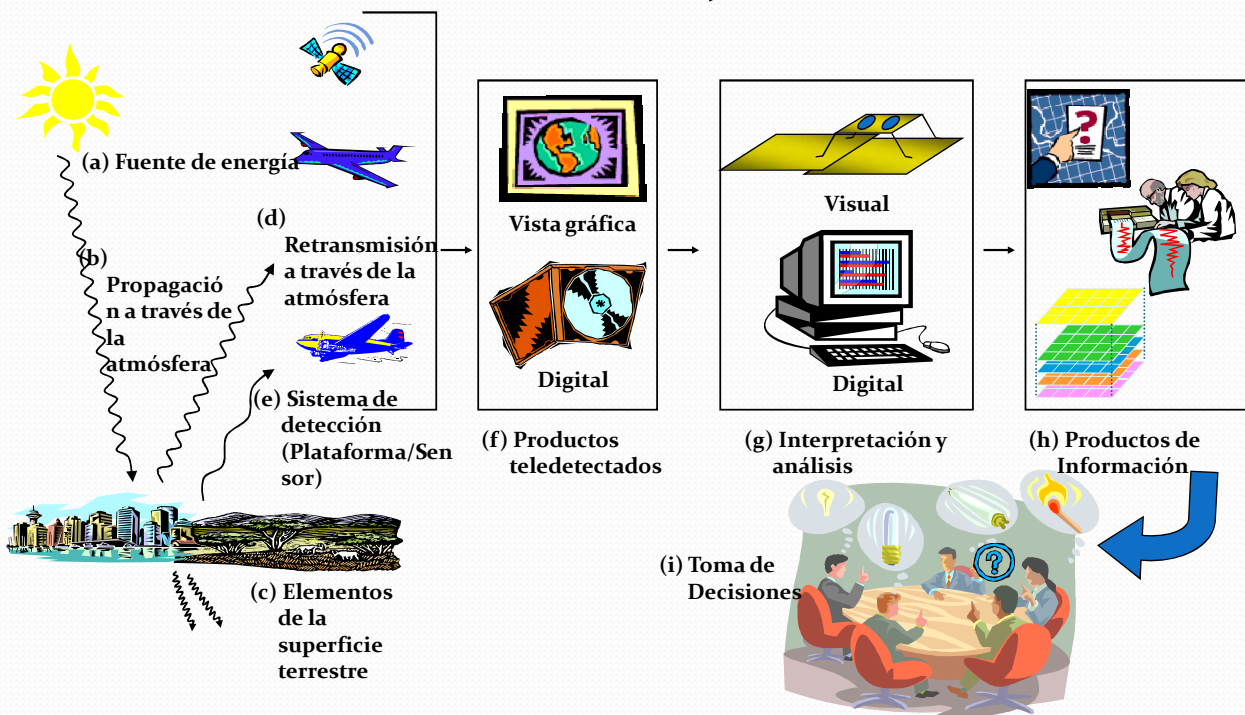 (a) Fuente de energía
(b)
Propagació
n a través de
la
atmósfera
(c) Elementos
de la
superficie
terrestre
(d)
Retransmisión
a través de la
atmósfera
(e) Sistema de
detección
(Plataforma/Sen
sor)
Vista gráfica
Digital
(f) Productos
teledetectados
Visual
Digital
(g) Interpretación y
análisis
?
(h) Productos de
Información
(i) Toma de
Decisiones
?